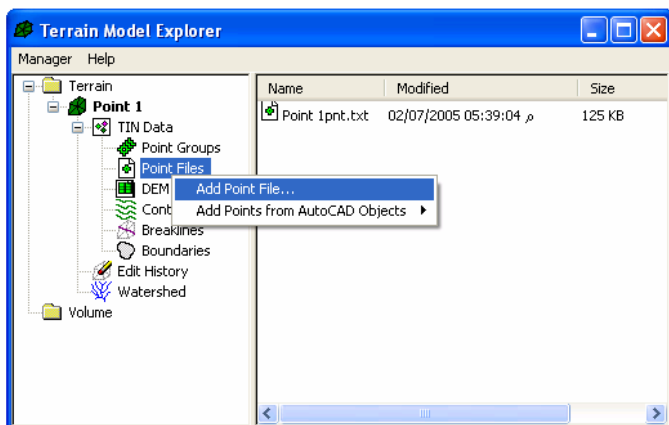 Terrain Model Explorer
Manager Help
Terrain
Point 1
TIN Data
Point Groups
Point Files
DEM
Cont
Breaklines
Boundaries
Edit History
Watershed
Volume
Add Point File...
Add Points from AutoCAD Objects
Name Modified Size
Point 1pnt.txt 02/07/2005 05:39:04 م 125 KB